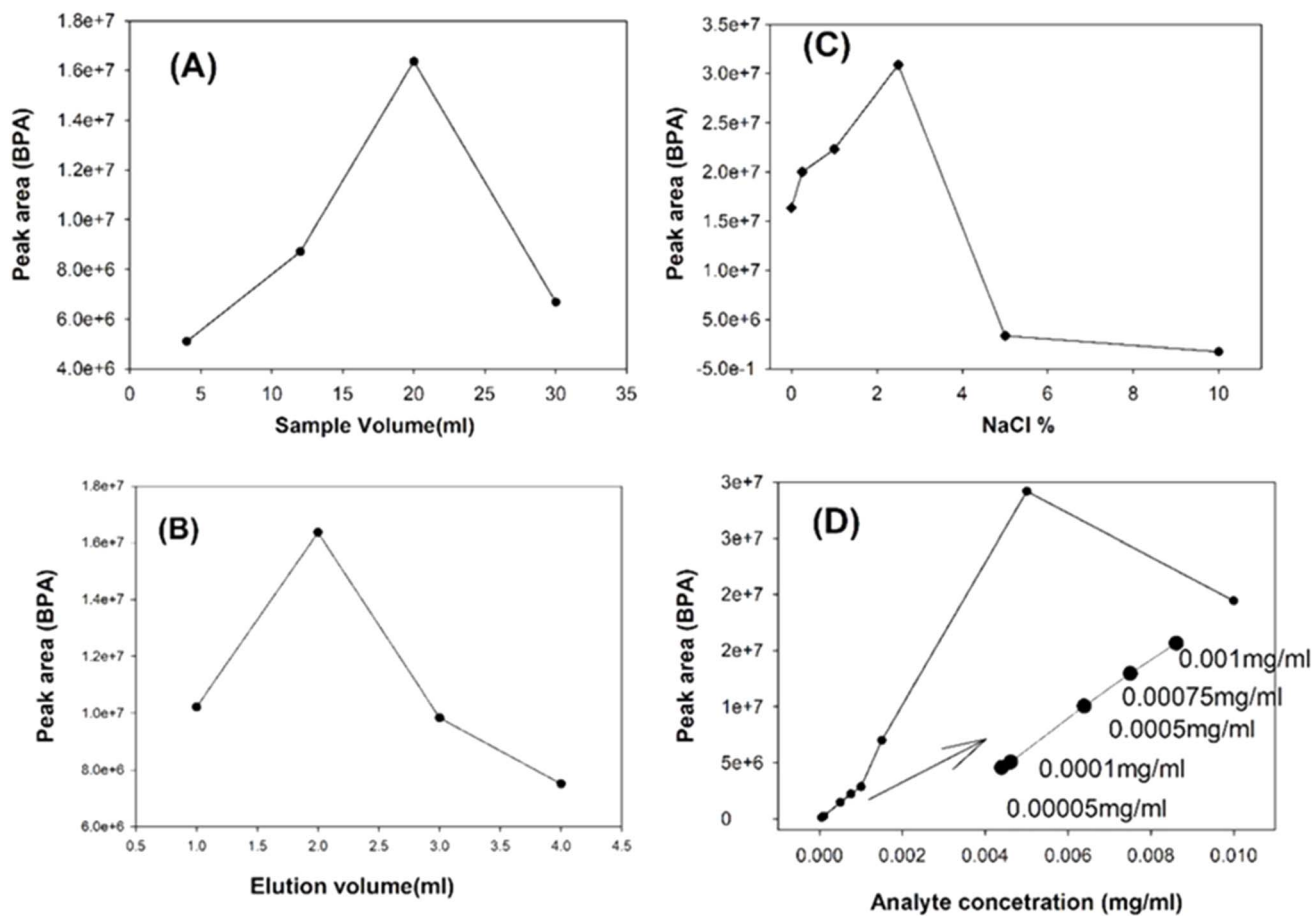 (A)
Peak area (BPA)
1.8e+7
1.6e+7
1.4e+7
1.2e+7
1.0e+7
8.0e+6
6.0e+6
4.0e+6
0 5 10 15 20 25 30 35
Sample Volume(ml)
(C)
Peak area (BPA)
3.5e+7
3.0e+7
2.5e+7
2.0e+7
1.5e+7
1.0e+7
5.0e+6
-5.0e-1
0 2 4 6 8 10
NaCl %
(B)
Peak area (BPA)
1.8e+7
1.6e+7
1.4e+7
1.2e+7
1.0e+7
8.0e+6
6.0e+6
0.5 1.0 1.5 2.0 2.5 3.0 3.5 4.0 4.5
Elution volume(ml)
(D)
Peak area (BPA)
3e+7
3e+7
2e+7
2e+7
1e+7
5e+6
0
0.001mg/ml
0.00075mg/ml
0.0005mg/ml
0.0001mg/ml
0.00005mg/ml
0.000 0.002 0.004 0.006 0.008 0.010
Analyte concetration (mg/ml)